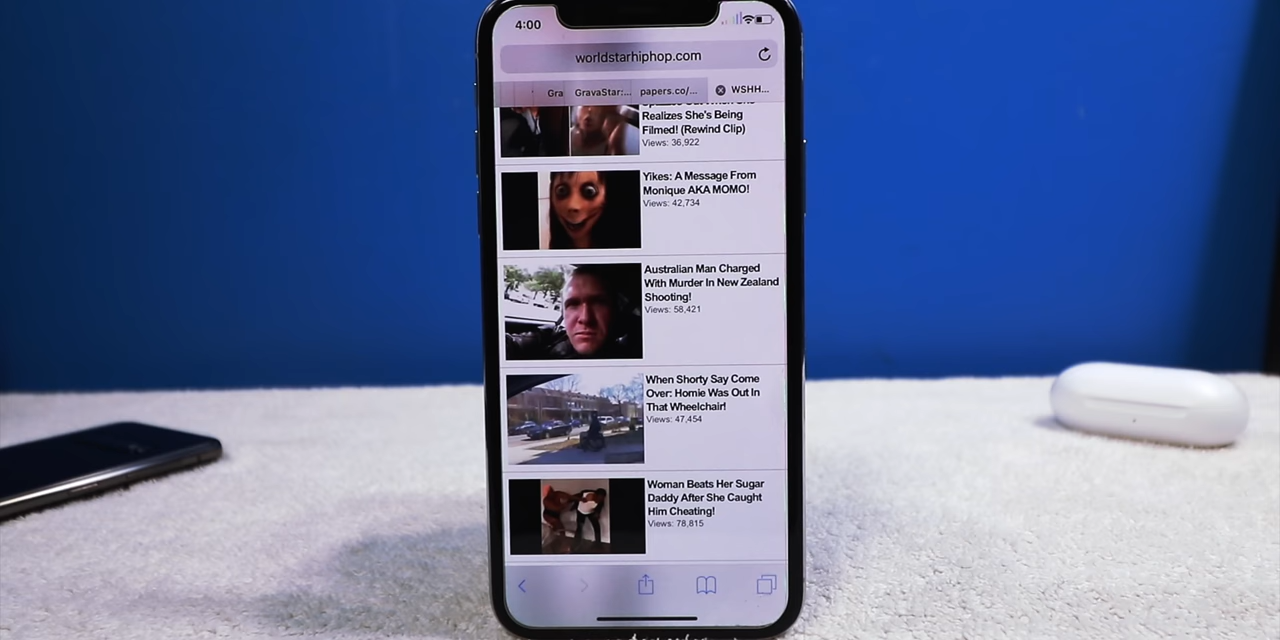 4:00
worldstarhiphop.com
Gra
GravaStar:...
papers.co/...
WSHH...
Realizes She's Being
Filmed! (Rewind Clip)
Views: 36,922
Yikes: A Message From
Monique AKA MOMO!
Views: 42,734
Australian Man Charged
With Murder In New Zealand
Shooting!
Views: 58,421
When Shorty Say Come
Over: Homie Was Out In
That Wheelchair!
Views: 47,454
Woman Beats Her Sugar
Daddy After She Caught
Him Cheating!
Views: 78,815